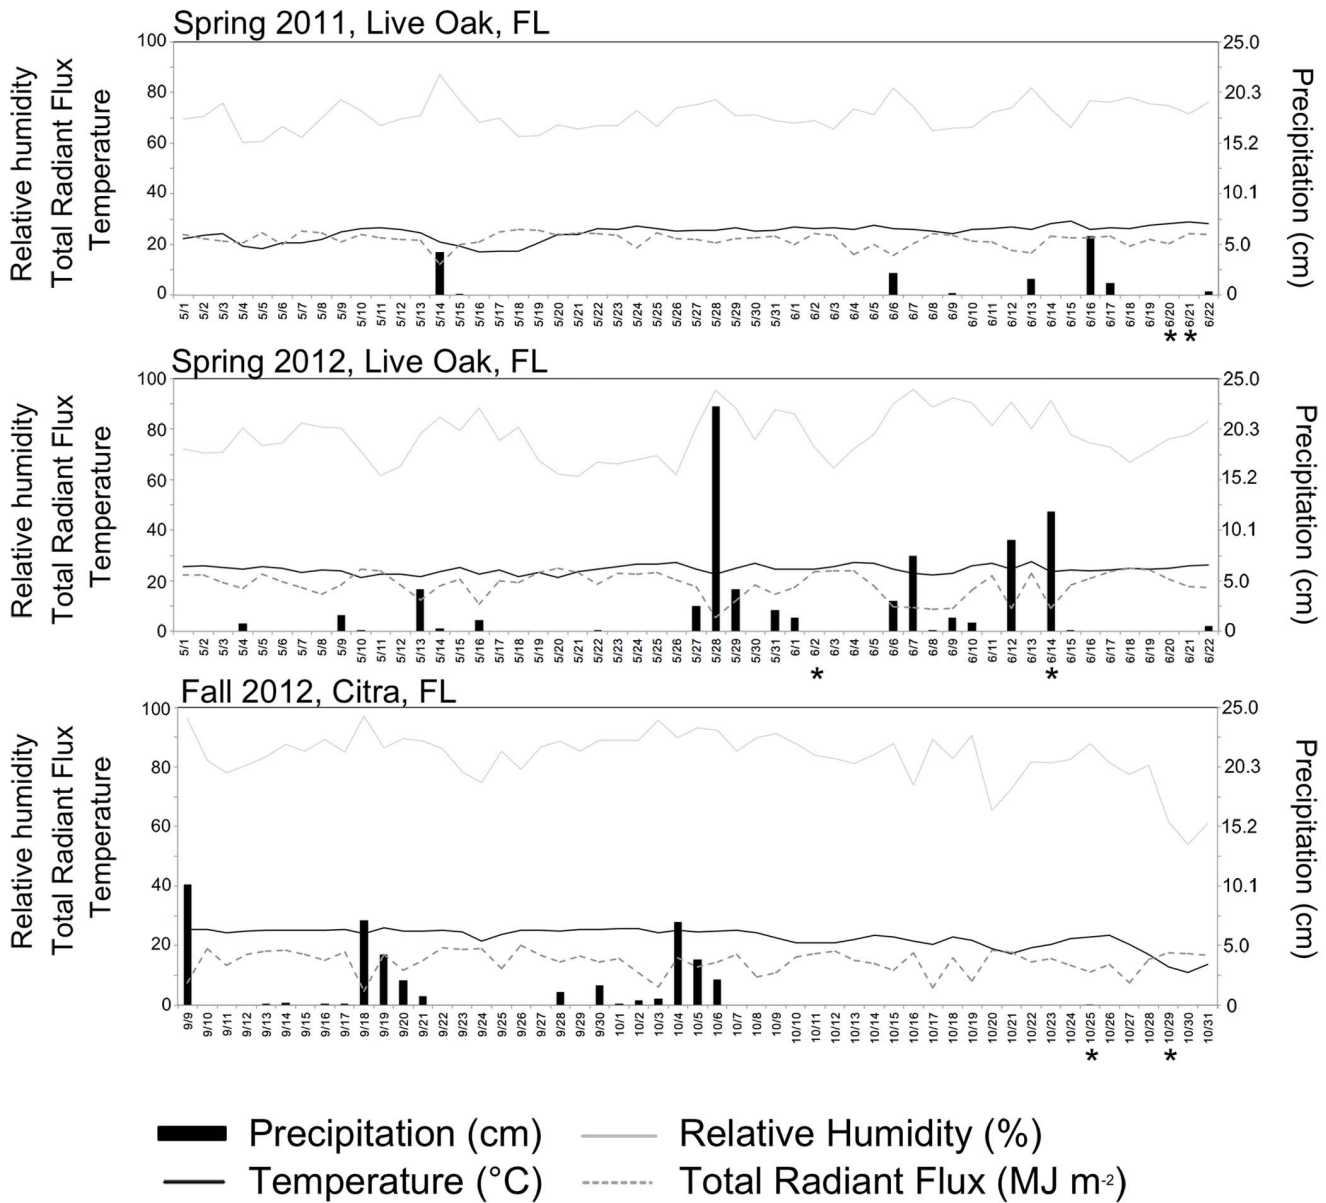 Spring 2011, Live Oak, FL
Relative humidity
Total Radiant Flux
Temperature
100
80
60
40
20
0
25.0
20.3
15.2
10.1
5.0
0
Precipitation (cm)
5/1 5/2 5/3 5/4 5/5 5/6 5/7 5/8 5/9 5/10 5/11 5/12 5/13 5/14 5/15 5/16 5/17 5/18 5/19 5/20 5/21 5/22 5/23 5/24 5/25 5/26 5/27 5/28 5/29 5/30 5/31 6/1 6/2 6/3 6/4 6/5 6/6 6/7 6/8 6/9 6/10 6/11 6/12 6/13 6/14 6/15 6/16 6/17 6/18 6/19 6/20 6/21 6/22
* *
Spring 2012, Live Oak, FL
Relative humidity
Total Radiant Flux
Temperature
100
80
60
40
20
0
25.0
20.3
15.2
10.1
5.0
0
Precipitation (cm)
5/1 5/2 5/3 5/4 5/5 5/6 5/7 5/8 5/9 5/10 5/11 5/12 5/13 5/14 5/15 5/16 5/17 5/18 5/19 5/20 5/21 5/22 5/23 5/24 5/25 5/26 5/27 5/28 5/29 5/30 5/31 6/1 6/2 6/3 6/4 6/5 6/6 6/7 6/8 6/9 6/10 6/11 6/12 6/13 6/14 6/15 6/16 6/17 6/18 6/19 6/20 6/21 6/22
* *
Fall 2012, Citra, FL
Relative humidity
Total Radiant Flux
Temperature
100
80
60
40
20
0
25.0
20.3
15.2
10.1
5.0
0
Precipitation (cm)
9/9 9/10 9/11 9/12 9/13 9/14 9/15 9/16 9/17 9/18 9/19 9/20 9/21 9/22 9/23 9/24 9/25 9/26 9/27 9/28 9/29 9/30 10/1 10/2 10/3 10/4 10/5 10/6 10/7 10/8 10/9 10/10 10/11 10/12 10/13 10/14 10/15 10/16 10/17 10/18 10/19 10/20 10/21 10/22 10/23 10/24 10/25 10/26 10/27 10/28 10/29 10/30 10/31
* *
Precipitation (cm)
Relative Humidity (%)
Temperature (°C)
Total Radiant Flux (MJ m-2)